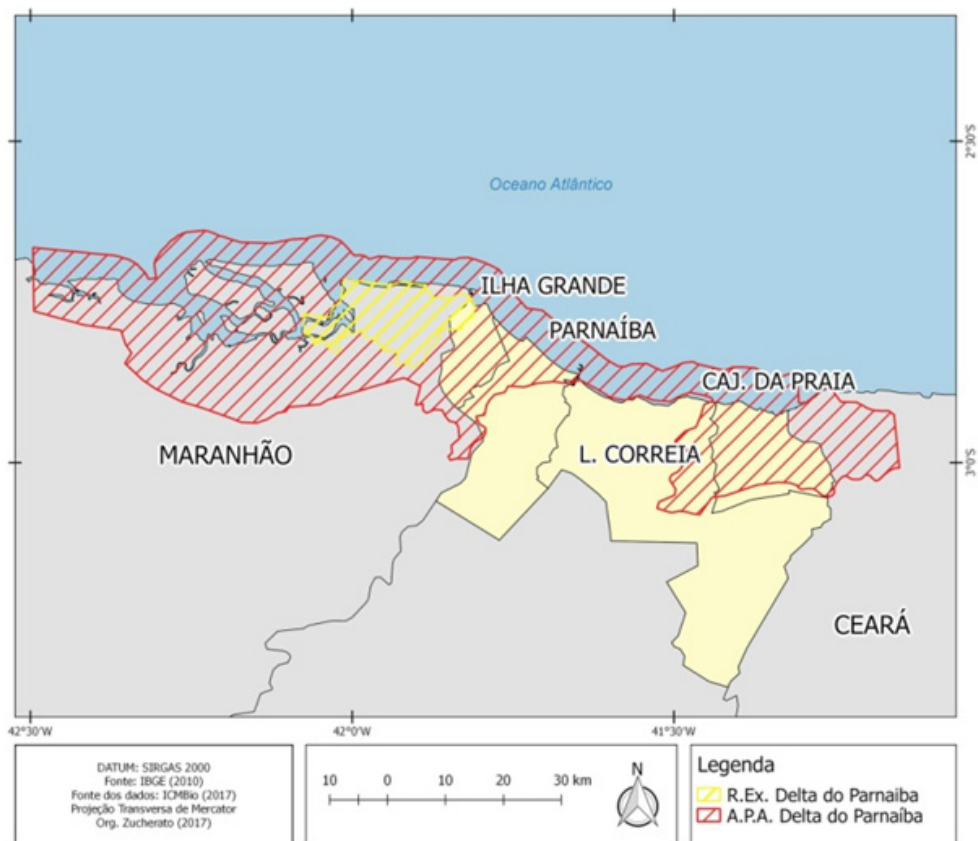 2°30'S
Oceano Atlântico
ILHA GRANDE
PARNAÍBA
CAJ. DA PRAIA
MARANHÃO
L. CORREIA
3°0'S
CEARÁ
42°30'W
42°0'W
41°30'W
DATUM: SIRGAS 2000
Fonte: IBGE (2010)
Fonte dos dados: ICMBio (2017)
Projeção Transversa de Mercator
Org. Zucherato (2017)
10 0 10 20 30 km
N
Legenda
R.Ex. Delta do Parnaiba
A.P.A. Delta do Parnaíba